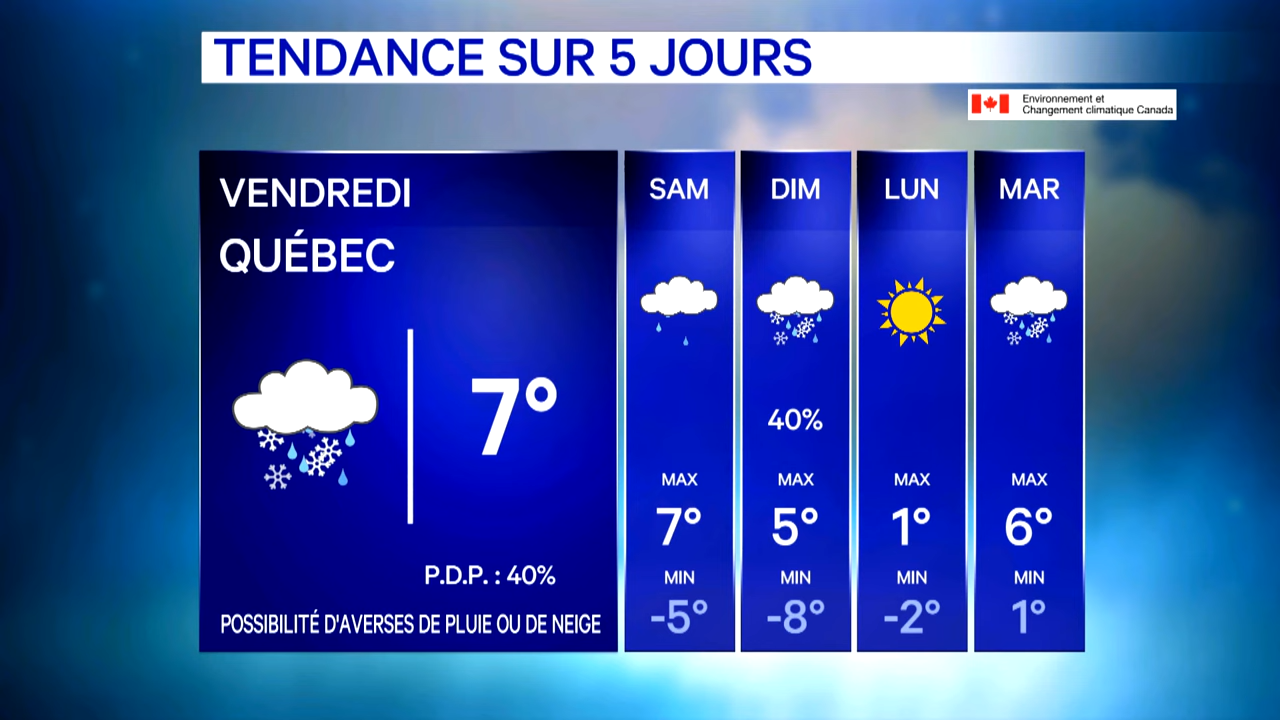 TENDANCE SUR 5 JOURS
Environnement et
Changement climatique Canada
VENDREDI
QUÉBEC
7°
P.D.P. : 40%
POSSIBILITÉ D'AVERSES DE PLUIE OU DE NEIGE
SAM
MAX
7°
MIN
-5°
DIM
40%
MAX
5°
MIN
-8°
LUN
MAX
1°
MIN
-2°
MAR
MAX
6°
MIN
1°